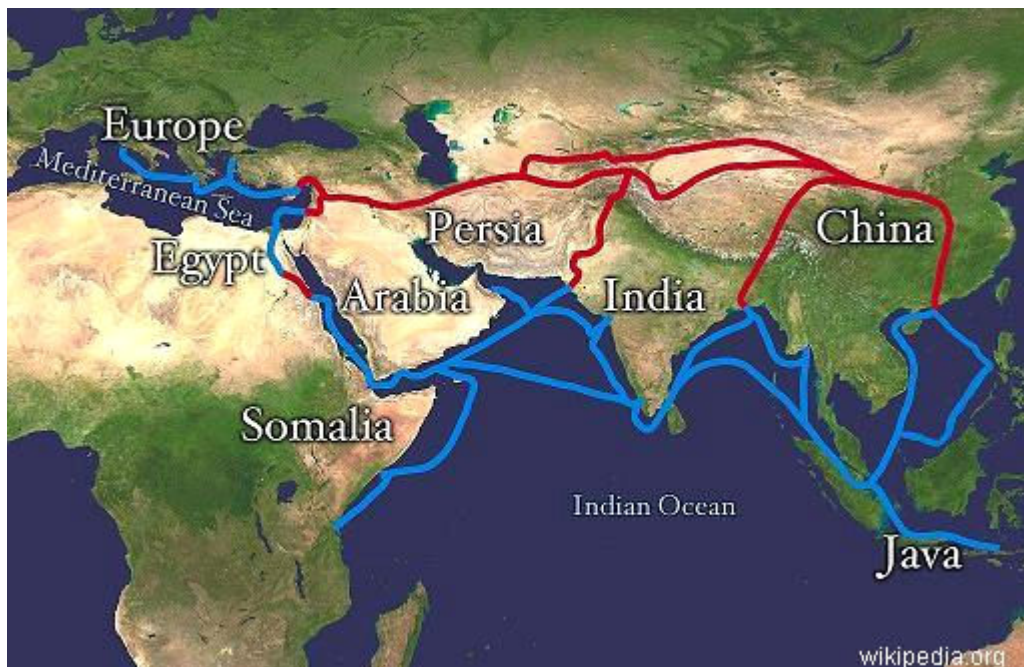 Europe
Mediterranean Sea
Egypt
Persia
Arabia
India
China
Somalia
Indian Ocean
Java
wikipedia.org